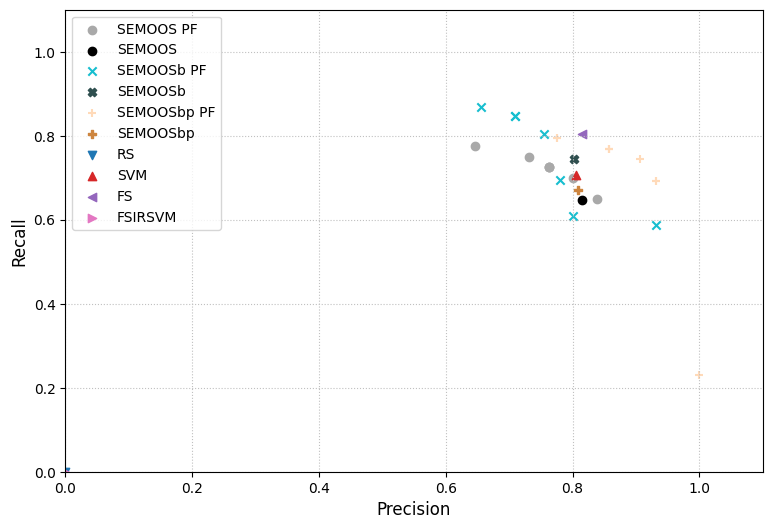 SEMOOS PF
SEMOOS
SEMOOSb PF
SEMOOSb
SEMOOSbp PF
SEMOOSbp
RS
SVM
FS
FSIRSVM
1.0
0.8
0.6
0.4
0.2
0.0
Recall
0.0 0.2 0.4 0.6 0.8 1.0
Precision